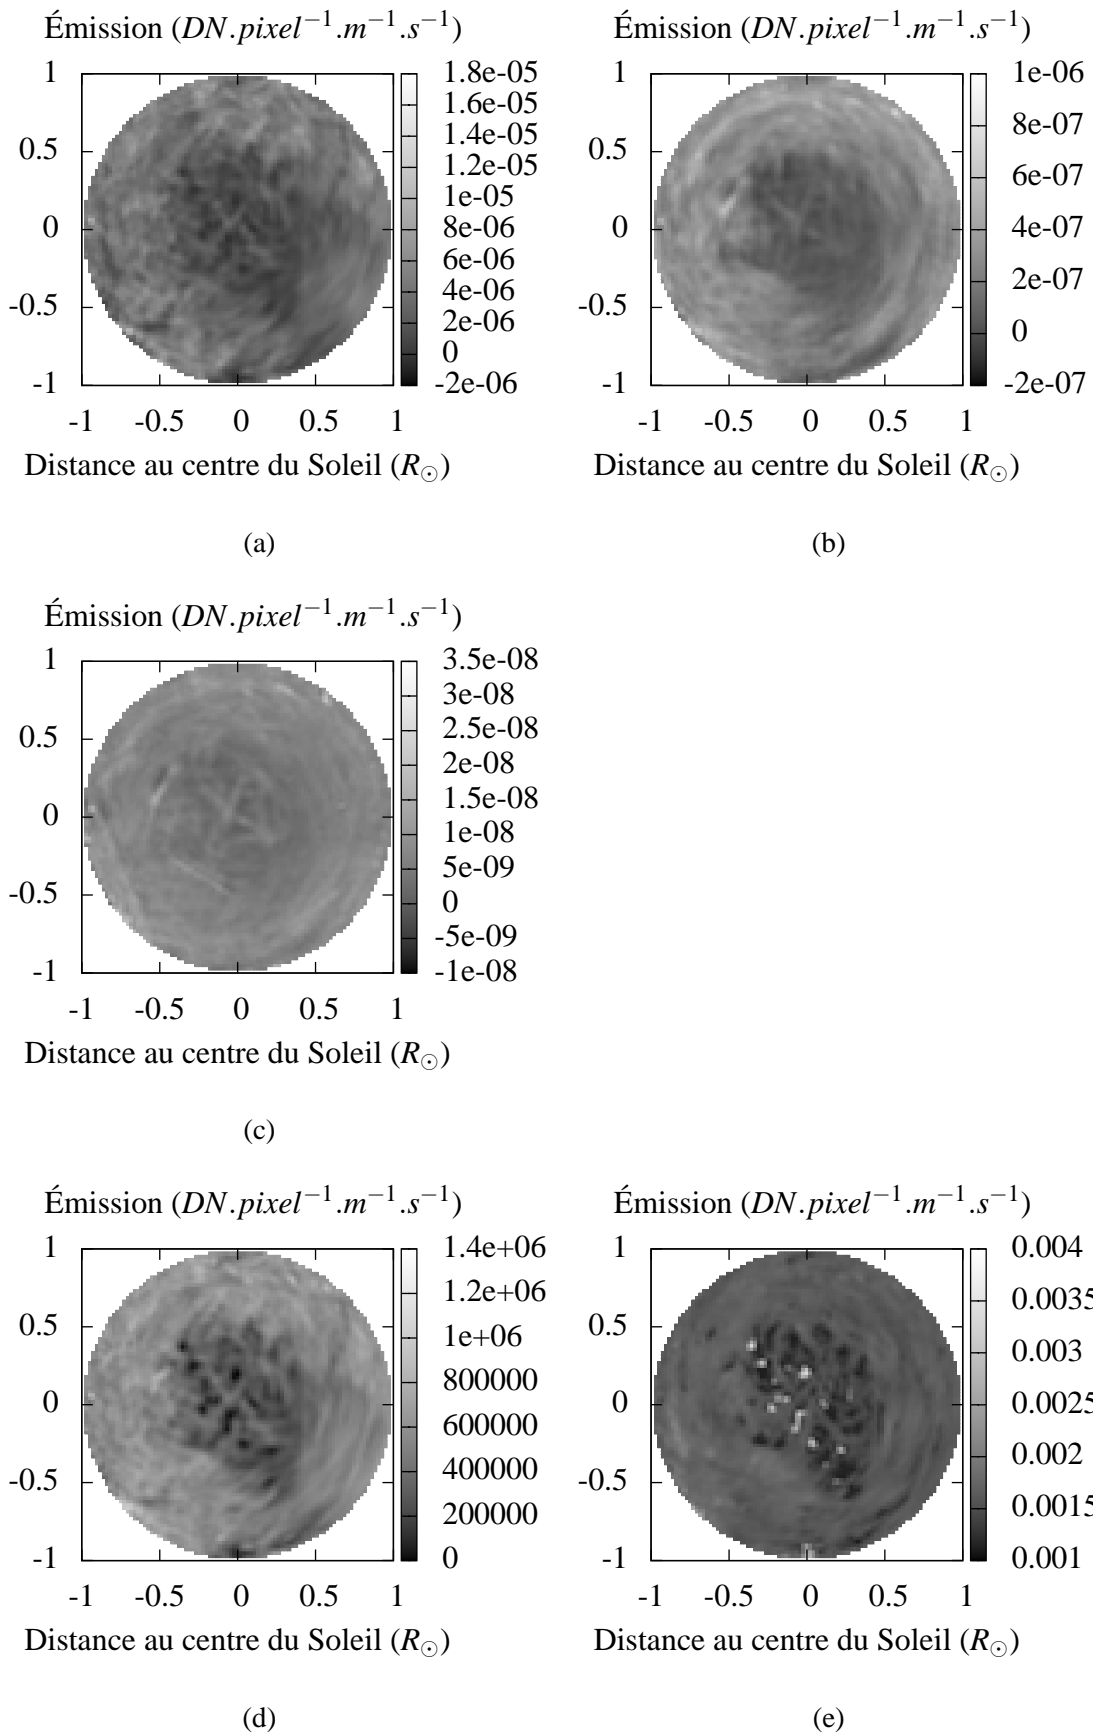 Émission (DN.pixel⁻¹.m⁻¹.s⁻¹)
1
0.5
0
-0.5
-1
-1 -0.5 0 0.5 1
1.8e-05
1.6e-05
1.4e-05
1.2e-05
1e-05
8e-06
6e-06
4e-06
2e-06
0
-2e-06
Distance au centre du Soleil (R☉)
(a)
Émission (DN.pixel⁻¹.m⁻¹.s⁻¹)
1
0.5
0
-0.5
-1
-1 -0.5 0 0.5 1
1e-06
8e-07
6e-07
4e-07
2e-07
0
-2e-07
Distance au centre du Soleil (R☉)
(b)
Émission (DN.pixel⁻¹.m⁻¹.s⁻¹)
1
0.5
0
-0.5
-1
-1 -0.5 0 0.5 1
3.5e-08
3e-08
2.5e-08
2e-08
1.5e-08
1e-08
5e-09
0
-5e-09
-1e-08
Distance au centre du Soleil (R☉)
(c)
Émission (DN.pixel⁻¹.m⁻¹.s⁻¹)
1
0.5
0
-0.5
-1
-1 -0.5 0 0.5 1
1.4e+06
1.2e+06
1e+06
800000
600000
400000
200000
0
Distance au centre du Soleil (R☉)
(d)
Émission (DN.pixel⁻¹.m⁻¹.s⁻¹)
1
0.5
0
-0.5
-1
-1 -0.5 0 0.5 1
0.004
0.0035
0.003
0.0025
0.002
0.0015
0.001
Distance au centre du Soleil (R☉)
(e)